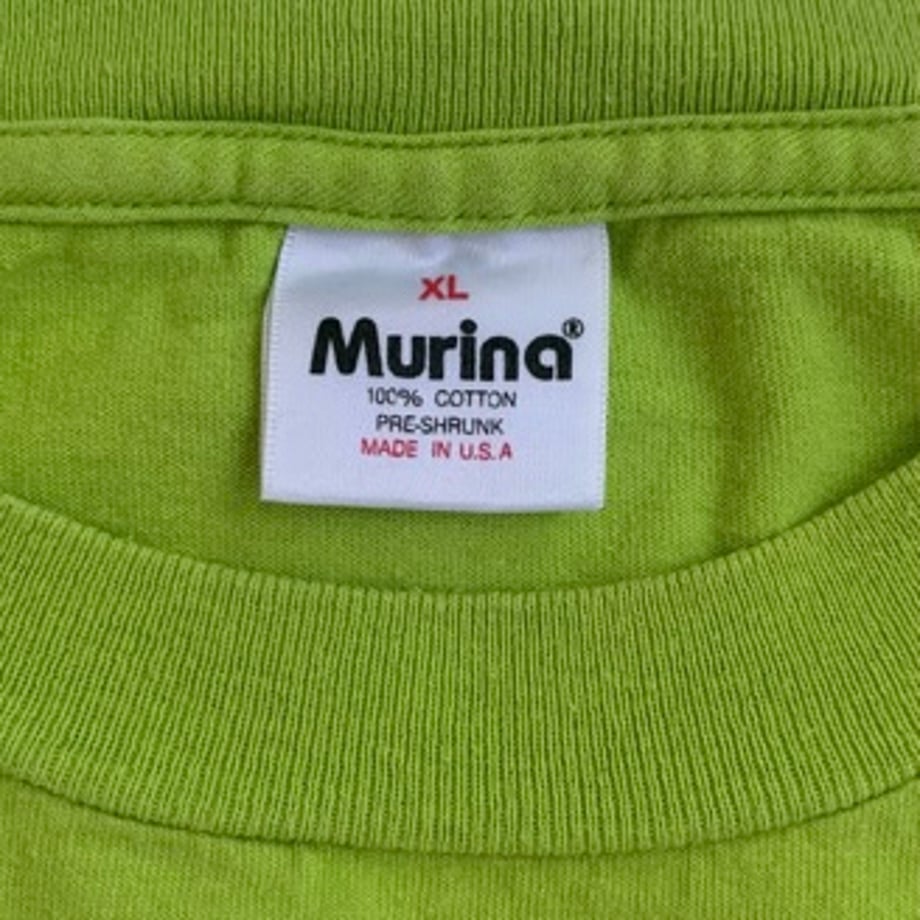 XL
Murina®
100% COTTON
PRE-SHRUNK
MADE IN U.S.A